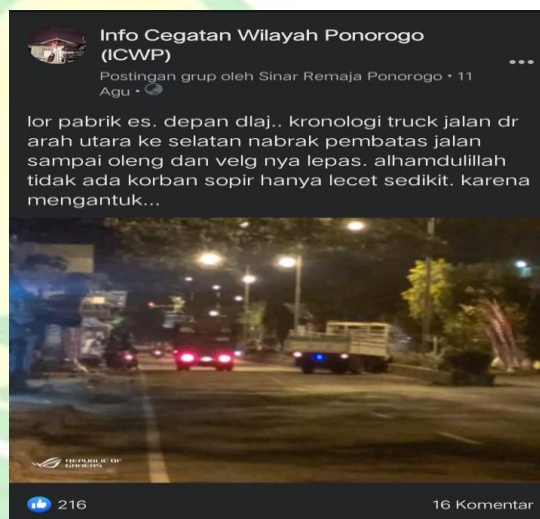 Info Cegatan Wilayah Ponorogo
(ICWP)
Postingan grup oleh Sinar Remaja Ponorogo • 11
Agu •
lor pabrik es. depan dlaj.. kronologi truck jalan dr
arah utara ke selatan nabrak pembatas jalan
sampai oleng dan velg nya lepas. alhamdulillah
tidak ada korban sopir hanya lecet sedikit. karena
mengantuk...
REPUBLIC OF
GAMERS
216
16 Komentar